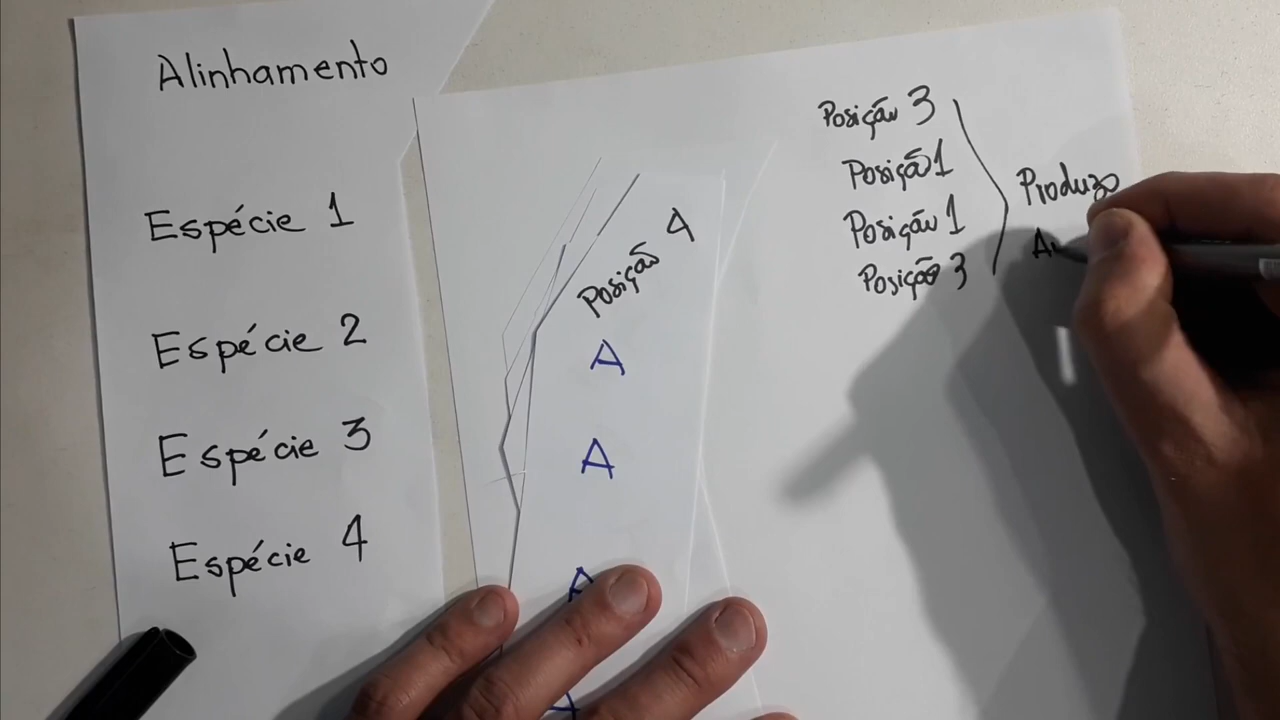 Alinhamento
Espécie 1
Espécie 2
Espécie 3
Espécie 4
Posição 4
A
A
A
Posição 3
Posição 1
Posição 1
Posição 3
Produzo